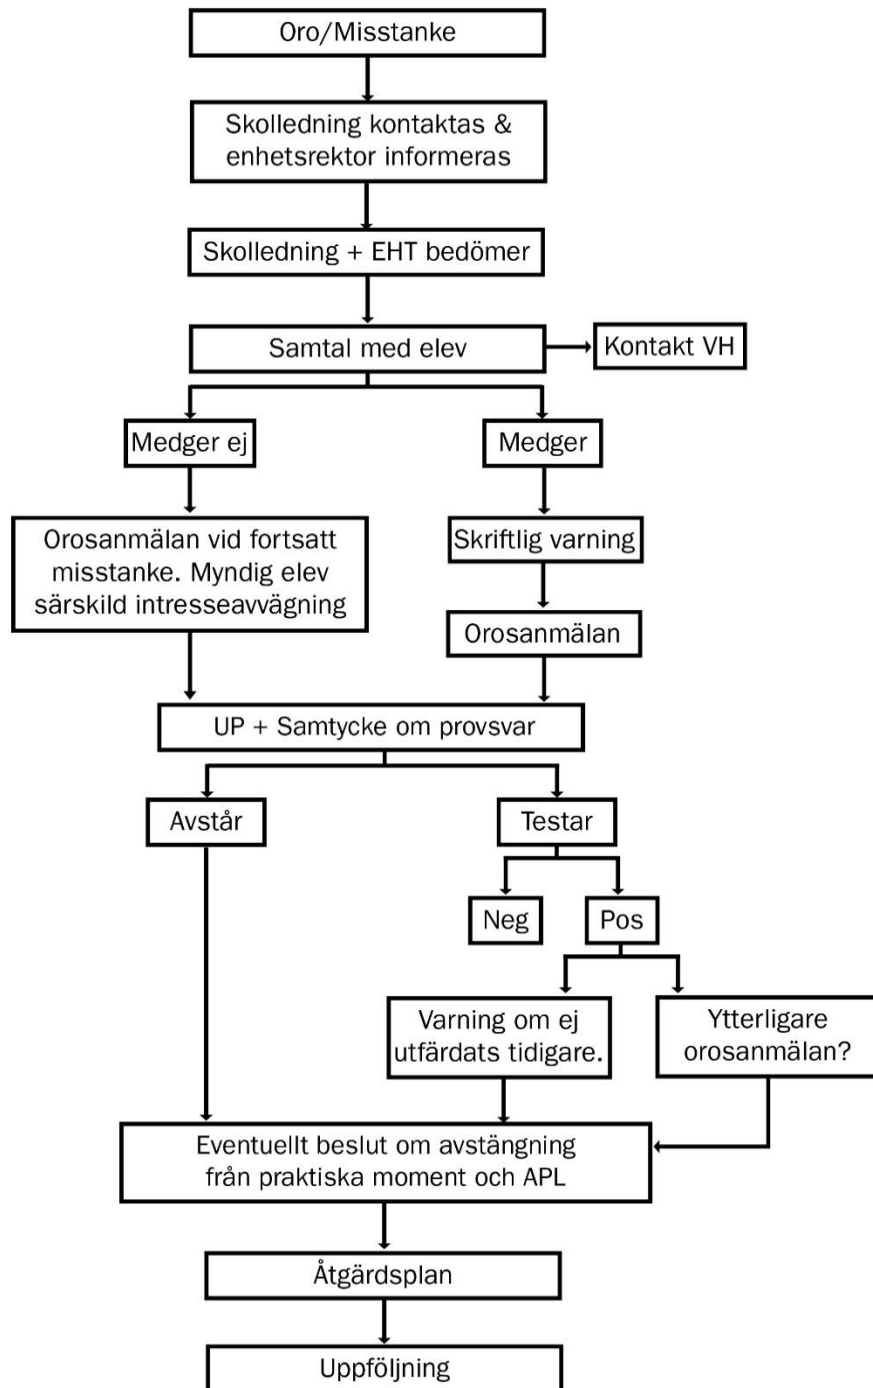 Oro/Misstanke
Skolledning kontaktas &
enhetsrektor informeras
Skolledning + EHT bedömer
Samtal med elev
Kontakt VH
Medger ej
Medger
Orosanmälan vid fortsatt
misstanke. Myndig elev
särskild intresseavvägning
Skriftlig varning
Orosanmälan
UP + Samtycke om provsvar
Avstår
Testar
Neg
Pos
Varning om ej
utfärdats tidigare.
Ytterligare
orosanmälan?
Eventuellt beslut om avstängning
från praktiska moment och APL
Åtgärdsplan
Uppföljning